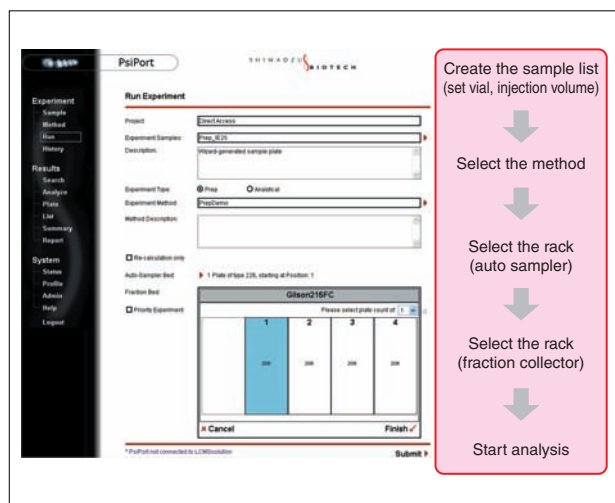 PsiPort
SHIMADZU BIOTECH
Experiment
Sample
Method
Run
History
Results
Search
Analyze
Plate
List
Summary
Report
System
Status
Profile
Admin
Help
Logout
Run Experiment
Project: Direct Access
Experiment Samples: Prep_IE25
Description: Wizard-generated sample plate
Experiment Type: Prep Analytical
Experiment Method: PrepDemo
Method Description:
Re-calculation only
Auto-Sampler Bed: 1 Plate of type 228, starting at Position: 1
Fraction Bed:
Priority Experiment
Gilson216FC
Please select plate count of 1
1 2 3 4
Cancel Finish
* PsiPort not connected to LCMSsolution
Submit
Create the sample list
(set vial, injection volume)
Select the method
Select the rack
(auto sampler)
Select the rack
(fraction collector)
Start analysis